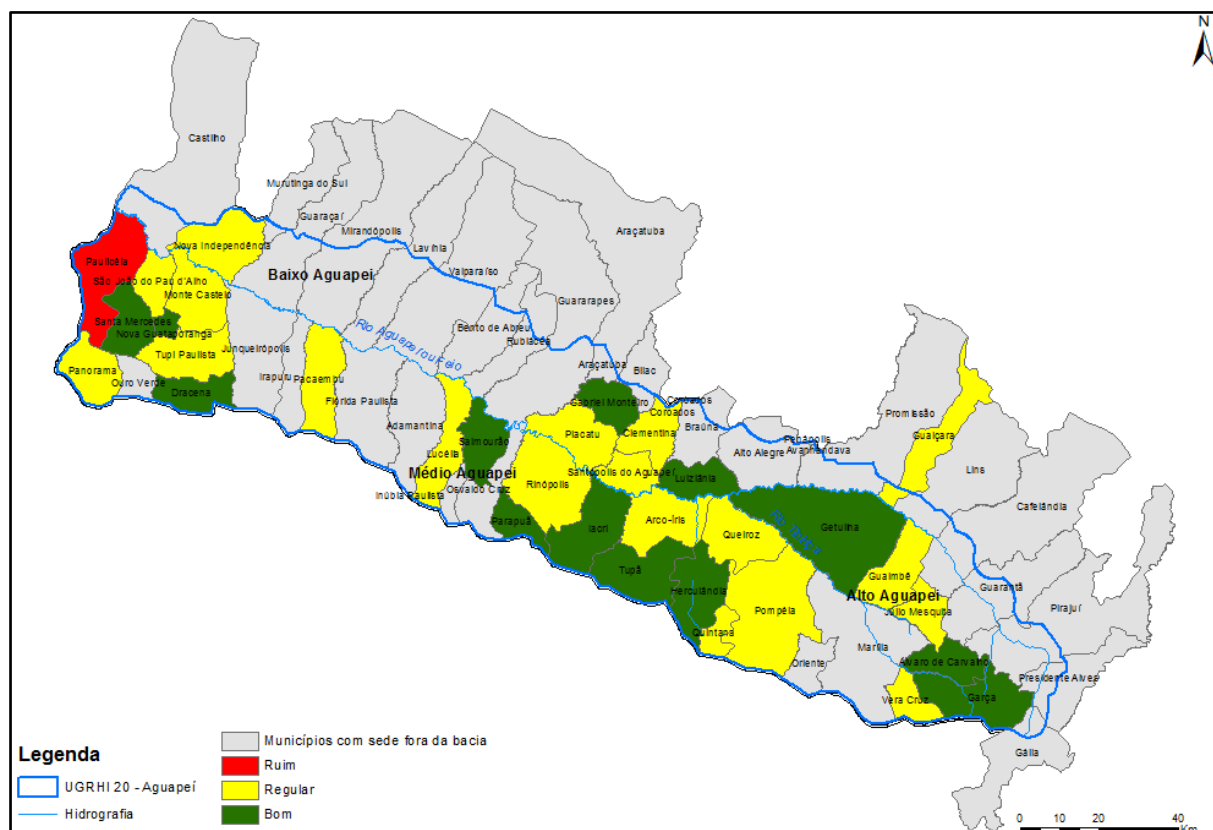 N
Castilho
Murutinga do Sul
Guaraçaí
Mirandópolis
Araçatuba
Lavínia
Nova Independência
Paulicéia
Baixo Aguapeí
Valparaíso
São João do Pau d'Alho
Monte Castelo
Guararapes
Santa Mercedes
Nova Guataporanga
Rio Aguapeí ou Feio
Bento de Abreu
Rubiácea
Junqueirópolis
Tupi Paulista
Araçatuba
Bilac
Panorama
Ouro Verde
Irapuru
Pacaembu
Dracena
Flórida Paulista
Gabriel Monteiro
Coroados
Coroados
Promissão
Adamantina
Piacatu
Clementina
Braúna
Penápolis
Guaiçara
Salmourão
Alto Alegre
Avanhandava
Lucélia
Médio Aguapeí
Santópolis do Aguapeí
Luiziânia
Lins
Inúbia Paulista
Osvaldo Cruz
Rinópolis
Cafelândia
Parapuã
Iacri
Arco-Íris
Queiroz
Rio Tibiriçá
Getulina
Tupã
Guaimbê
Herculândia
Alto Aguapeí
Guarantã
Pompéia
Júlio Mesquita
Pirajuí
Quintana
Oriente
Marília
Álvaro de Carvalho
Presidente Alves
Vera Cruz
Garça
Gália
Legenda
UGRHI 20 - Aguapeí
Hidrografia
Municípios com sede fora da bacia
Ruim
Regular
Bom
0 10 20 40
Km